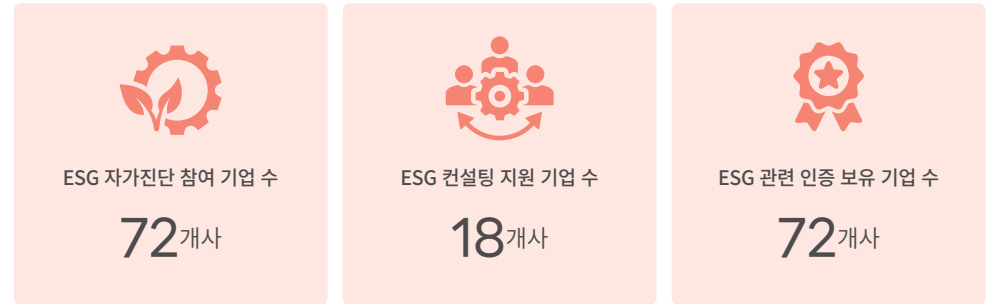 ESG 자가진단 참여 기업 수
72개사
ESG 컨설팅 지원 기업 수
18개사
ESG 관련 인증 보유 기업 수
72개사